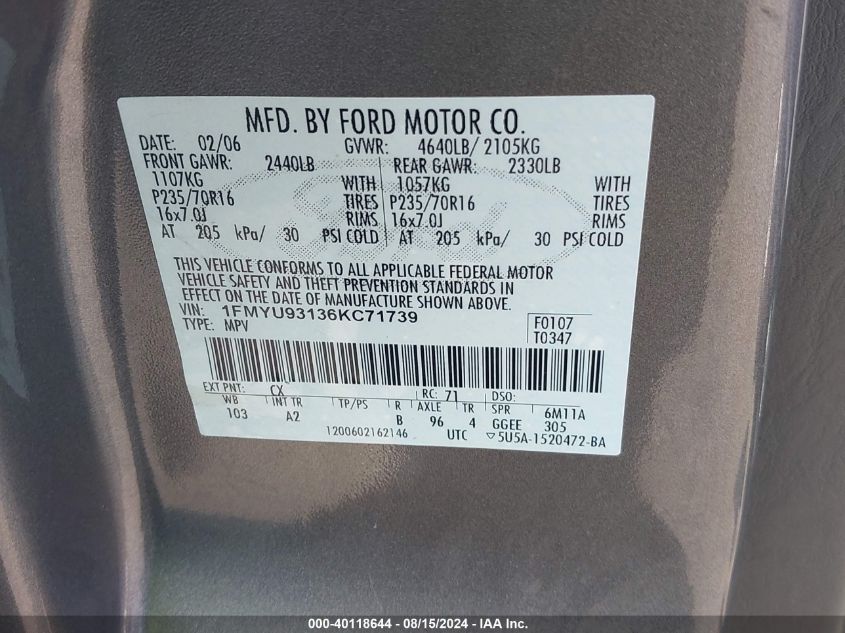 MFD. BY FORD MOTOR CO.
DATE: 02/06 GVWR: 4640LB/ 2105KG
FRONT GAWR: 2440LB REAR GAWR: 2330LB
1107KG WITH 1057KG WITH
P235/70R16 TIRES P235/70R16 TIRES
16x7.0J RIMS 16x7.0J RIMS
AT 205 kPa/ 30 PSI COLD AT 205 kPa/ 30 PSI COLD
THIS VEHICLE CONFORMS TO ALL APPLICABLE FEDERAL MOTOR
VEHICLE SAFETY AND THEFT PREVENTION STANDARDS IN
EFFECT ON THE DATE OF MANUFACTURE SHOWN ABOVE.
VIN: 1FMYU93136KC71739 F0107
TYPE: MPV T0347
EXT PNT: CX RC: 71 DSO:
WB INT TR TP/PS R AXLE TR SPR 6M11A
103 A2 B 96 4 GGEE 305
1200602162146 UTC ▽5U5A-1520472-BA
000-40118644 - 08/15/2024 - IAA Inc.